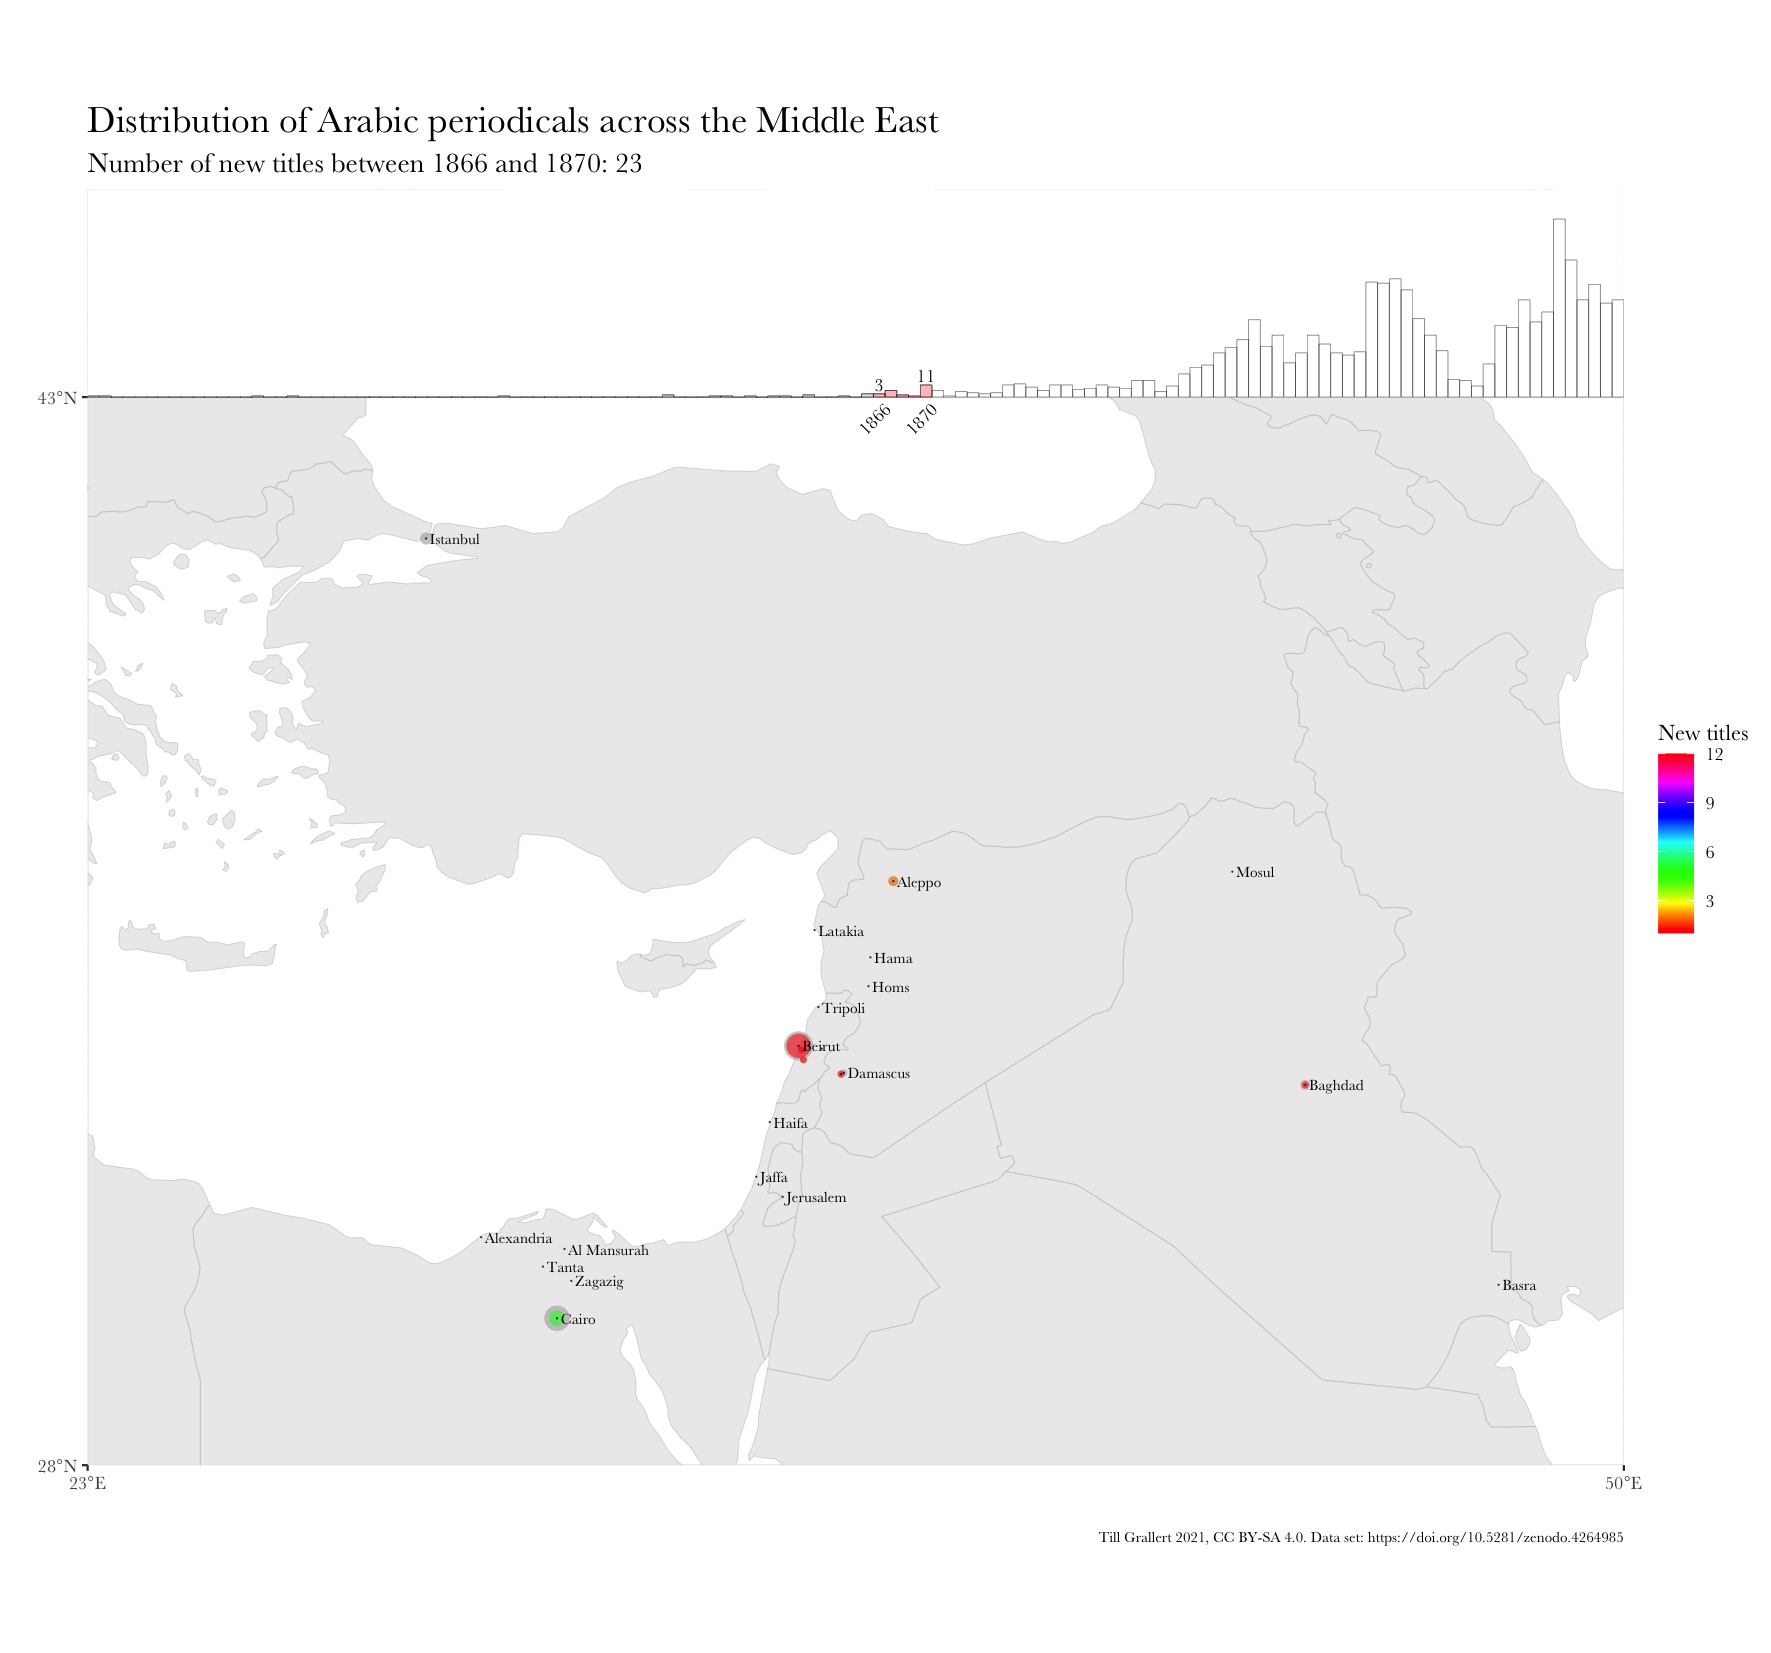 Distribution of Arabic periodicals across the Middle East
Number of new titles between 1866 and 1870: 23
3
11
43°N
1866
1870
Istanbul
New titles
12
9
6
3
Mosul
Aleppo
Latakia
Hama
Homs
Tripoli
Beirut
Damascus
Baghdad
Haifa
Jaffa
Jerusalem
Alexandria
Al Mansurah
Tanta
Zagazig
Basra
Cairo
28°N
23°E
50°E
Till Grallert 2021, CC BY-SA 4.0. Data set: https://doi.org/10.5281/zenodo.4264985